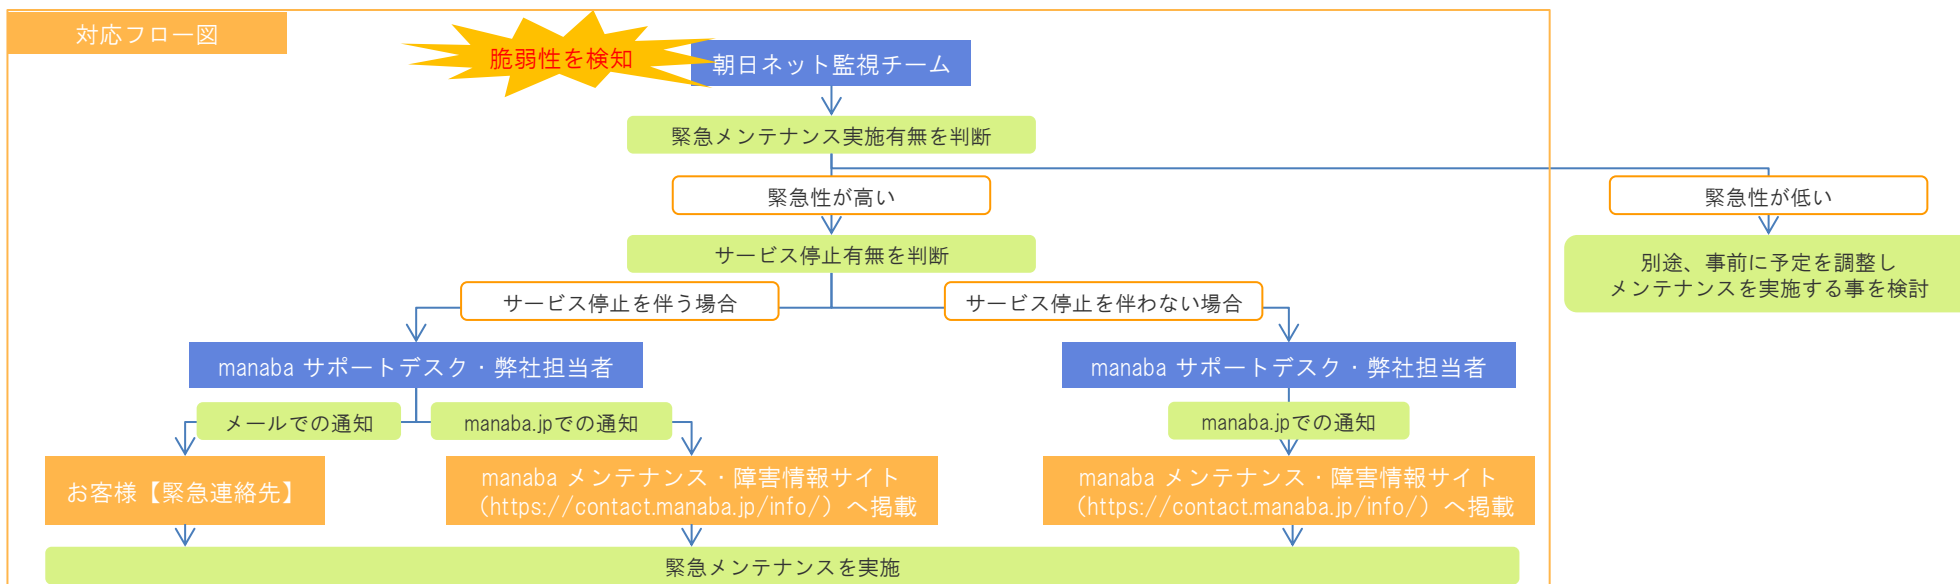 対応フロー図
脆弱性を検知
朝日ネット監視チーム
緊急メンテナンス実施有無を判断
緊急性が高い
緊急性が低い
サービス停止有無を判断
別途、事前に予定を調整し
メンテナンスを実施する事を検討
サービス停止を伴う場合
サービス停止を伴わない場合
manaba サポートデスク・弊社担当者
manaba サポートデスク・弊社担当者
メールでの通知
manaba.jpでの通知
manaba.jpでの通知
お客様【緊急連絡先】
manaba メンテナンス・障害情報サイト
（https://contact.manaba.jp/info/）へ掲載
manaba メンテナンス・障害情報サイト
（https://contact.manaba.jp/info/）へ掲載
緊急メンテナンスを実施